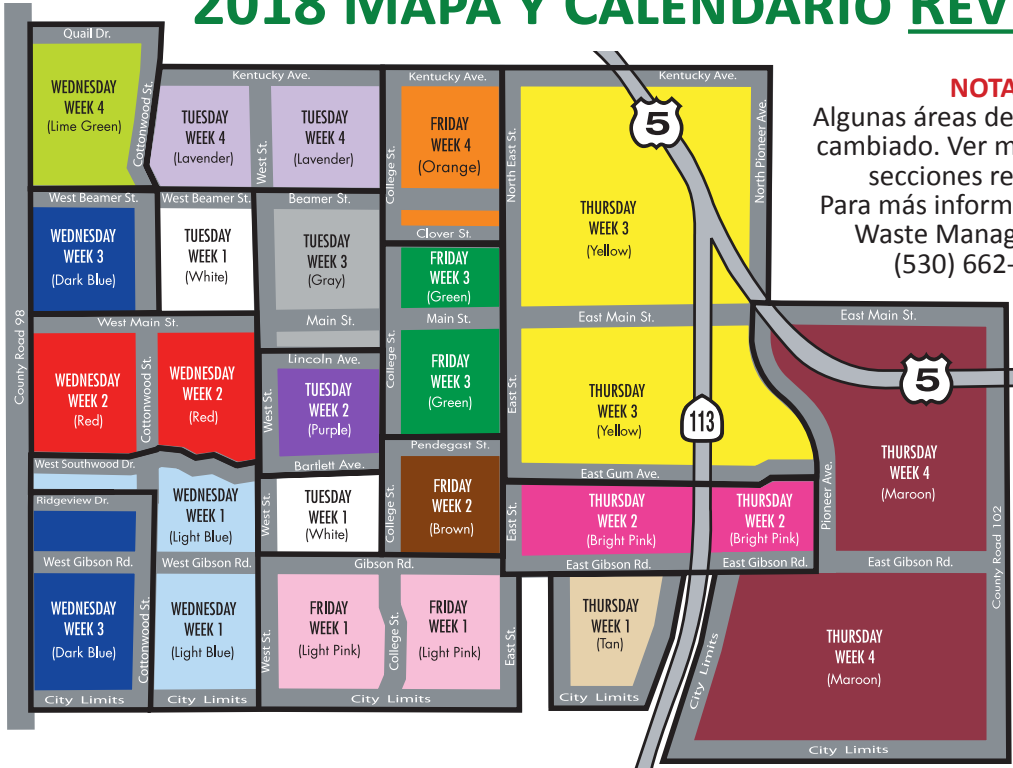 2018 MAPA Y CALENDARIO REV
Quail Dr.
Kentucky Ave.
Kentucky Ave.
Kentucky Ave.
NOTA
Algunas áreas de
cambiado. Ver m
secciones re
Para más inform
Waste Manag
(530) 662-
WEDNESDAY
WEEK 4
(Lime Green)
Cottonwood St.
TUESDAY
WEEK 4
(Lavender)
West St.
TUESDAY
WEEK 4
(Lavender)
College St.
FRIDAY
WEEK 4
(Orange)
North East St.
5
North Pioneer Ave.
THURSDAY
WEEK 3
(Yellow)
West Beamer St.
West Beamer St.
Beamer St.
Clover St.
WEDNESDAY
WEEK 3
(Dark Blue)
TUESDAY
WEEK 1
(White)
TUESDAY
WEEK 3
(Gray)
FRIDAY
WEEK 3
(Green)
County Road 98
West Main St.
Main St.
Main St.
East Main St.
East Main St.
Lincoln Ave.
College St.
WEDNESDAY
WEEK 2
(Red)
Cottonwood St.
WEDNESDAY
WEEK 2
(Red)
West St.
TUESDAY
WEEK 2
(Purple)
FRIDAY
WEEK 3
(Green)
East St.
THURSDAY
WEEK 3
(Yellow)
113
5
THURSDAY
WEEK 4
(Maroon)
Pendegast St.
West Southwood Dr.
Bartlett Ave.
East Gum Ave.
Pioneer Ave.
Ridgeview Dr.
WEDNESDAY
WEEK 1
(Light Blue)
West St.
TUESDAY
WEEK 1
(White)
College St.
FRIDAY
WEEK 2
(Brown)
East St.
THURSDAY
WEEK 2
(Bright Pink)
THURSDAY
WEEK 2
(Bright Pink)
County Road 102
West Gibson Rd.
West Gibson Rd.
Gibson Rd.
East Gibson Rd.
East Gibson Rd.
East Gibson Rd.
WEDNESDAY
WEEK 3
(Dark Blue)
Cottonwood St.
WEDNESDAY
WEEK 1
(Light Blue)
West St.
FRIDAY
WEEK 1
(Light Pink)
College St.
FRIDAY
WEEK 1
(Light Pink)
East St.
THURSDAY
WEEK 1
(Tan)
City Limits
THURSDAY
WEEK 4
(Maroon)
City Limits
City Limits
City Limits
City Limits
City Limits